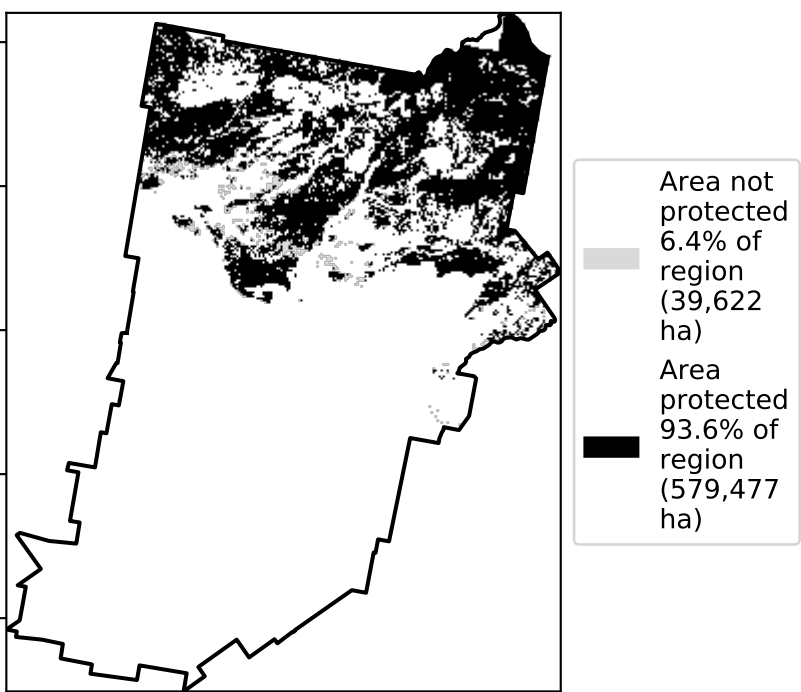 Area not
protected
6.4% of
region
(39,622
ha)
Area
protected
93.6% of
region
(579,477
ha)